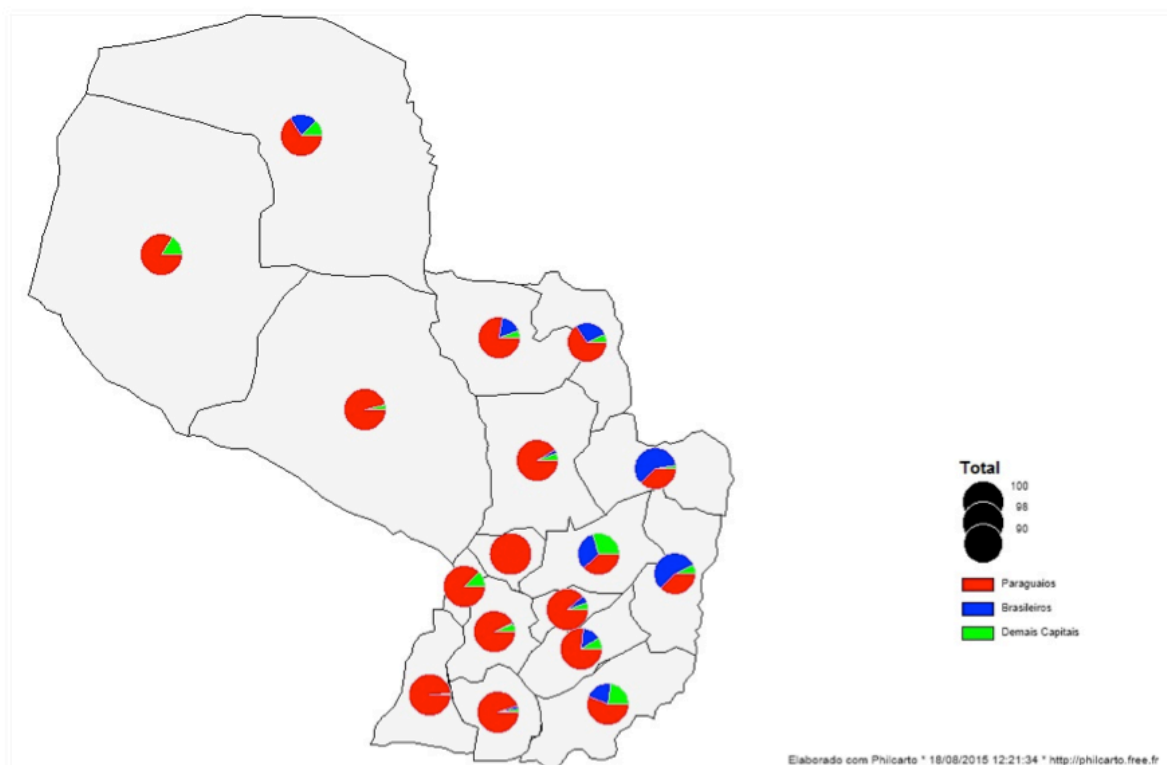 Total
100
98
90
Paraguaios
Brasileiros
Demais Capitais
Elaborado com Philcarto * 18/08/2015 12:21:34 * http://philcarto.free.fr